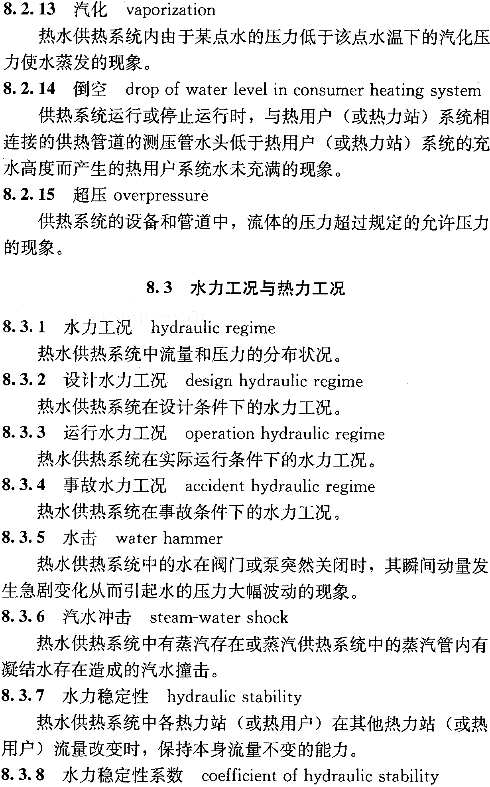 8.2.13 汽化 vaporization
热水供热系统内由于某点水的压力低于该点水温下的汽化压
力使水蒸发的现象。
8.2.14 倒空 drop of water level in consumer heating system
供热系统运行或停止运行时，与热用户（或热力站）系统相
连接的供热管道的测压管水头低于热用户（或热力站）系统的充
水高度而产生的热用户系统水未充满的现象。
8.2.15 超压 overpressure
供热系统的设备和管道中，流体的压力超过规定的允许压力
的现象。
8.3 水力工况与热力工况
8.3.1 水力工况 hydraulic regime
热水供热系统中流量和压力的分布状况。
8.3.2 设计水力工况 design hydraulic regime
热水供热系统在设计条件下的水力工况。
8.3.3 运行水力工况 operation hydraulic regime
热水供热系统在实际运行条件下的水力工况。
8.3.4 事故水力工况 accident hydraulic regime
热水供热系统在事故条件下的水力工况。
8.3.5 水击 water hammer
热水供热系统中的水在阀门或泵突然关闭时，其瞬间动量发
生急剧变化从而引起水的压力大幅波动的现象。
8.3.6 汽水冲击 steam-water shock
热水供热系统中有蒸汽存在或蒸汽供热系统中的蒸汽管内有
凝结水存在造成的汽水撞击。
8.3.7 水力稳定性 hydraulic stability
热水供热系统中各热力站（或热用户）在其他热力站（或热
用户）流量改变时，保持本身流量不变的能力。
8.3.8 水力稳定性系数 coefficient of hydraulic stability